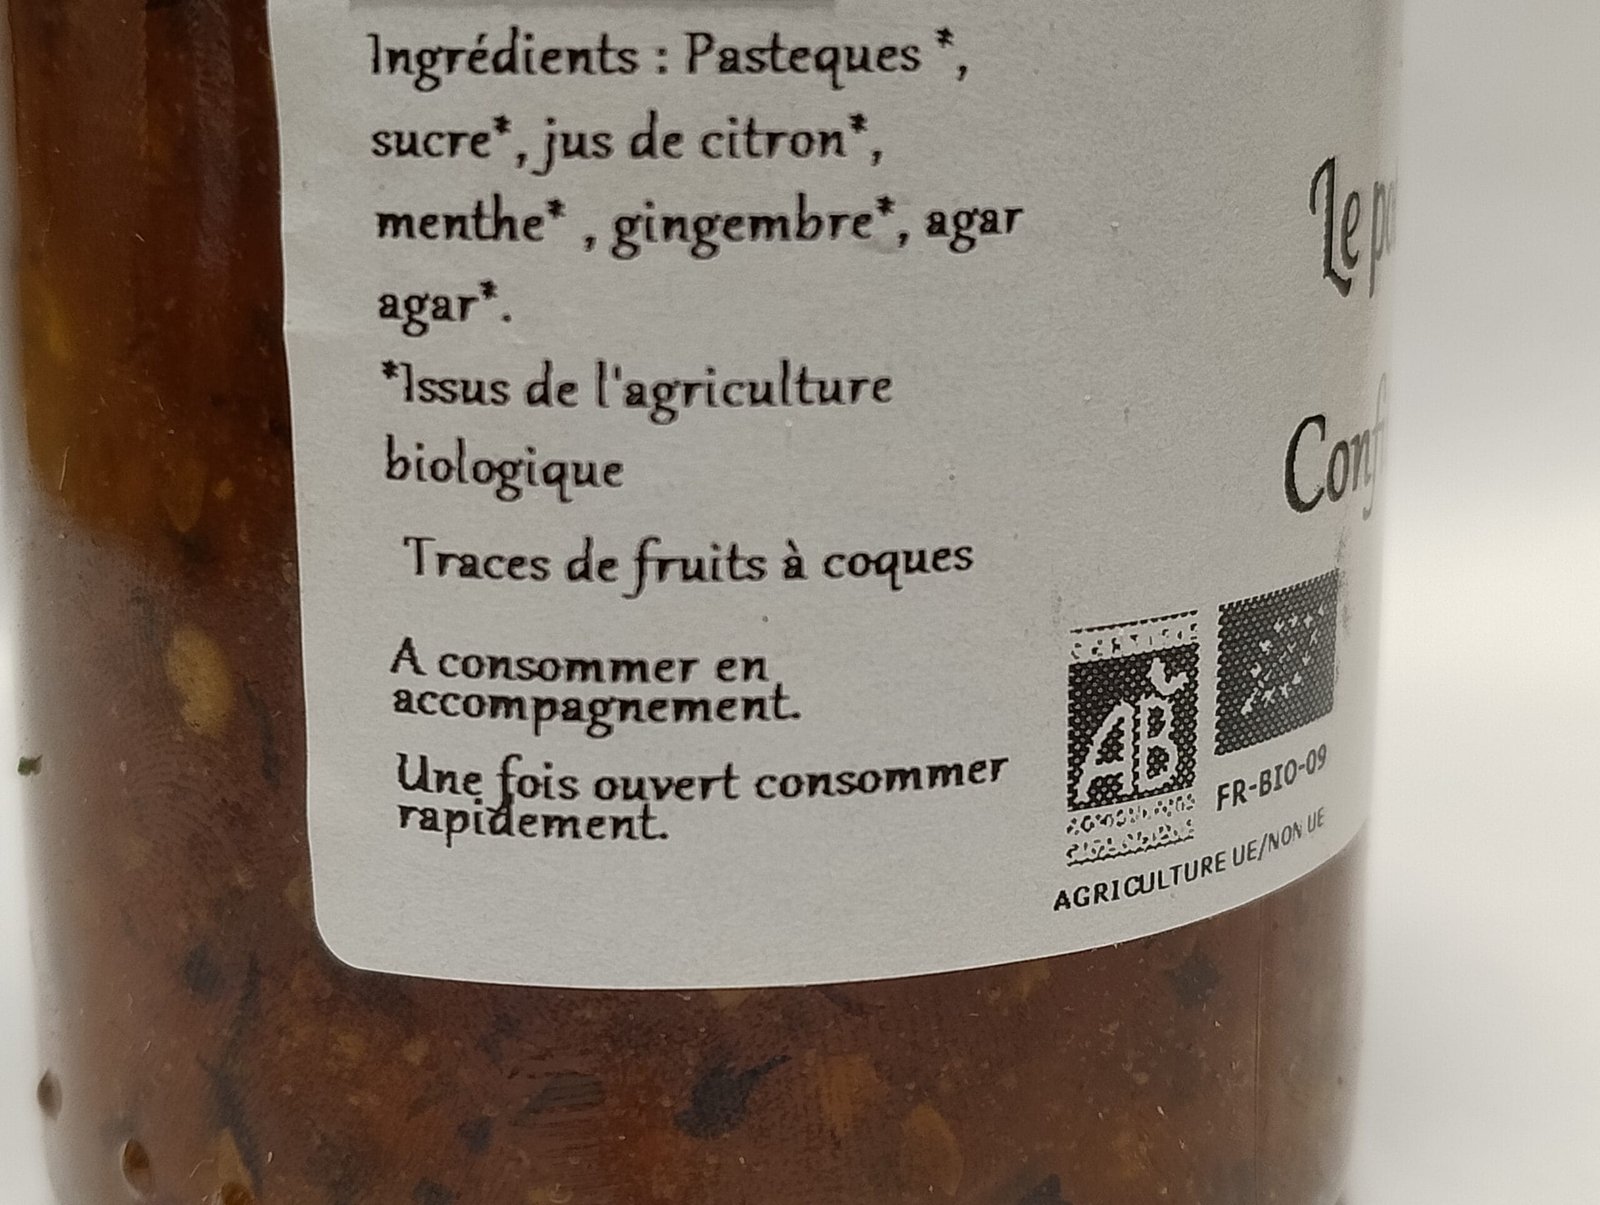 Ingrédients : Pasteques *,
sucre*, jus de citron*,
menthe* , gingembre*, agar
agar*.
*Issus de l'agriculture
biologique
Traces de fruits à coques
A consommer en
accompagnement.
Une fois ouvert consommer
rapidement.
Le
AB
FR-BIO-09
AGRICULTURE UE/NON UE